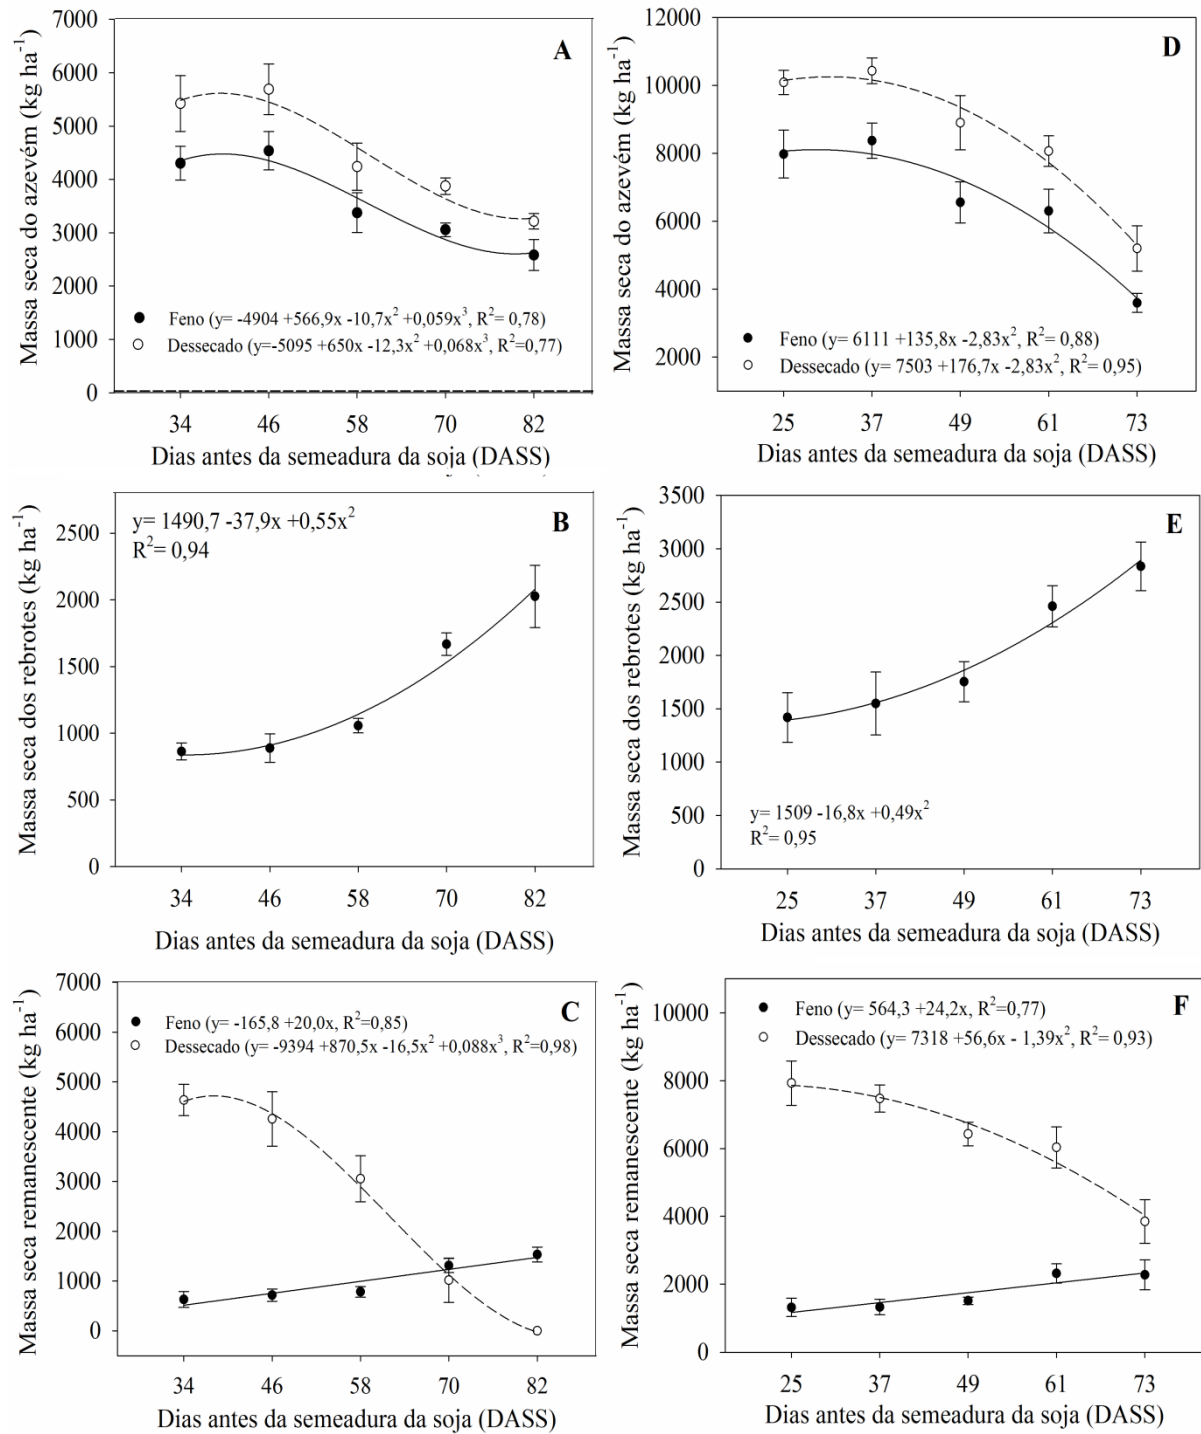 A
Massa seca do azevém (kg ha⁻¹)
7000
6000
5000
4000
3000
2000
1000
0
Feno (y= -4904 +566,9x -10,7x² +0,059x³, R²= 0,78)
Dessecado (y=-5095 +650x -12,3x² +0,068x³, R²=0,77)
34 46 58 70 82
Dias antes da semeadura da soja (DASS)
D
Massa seca do azevém (kg ha⁻¹)
12000
10000
8000
6000
4000
2000
Feno (y= 6111 +135,8x -2,83x², R²= 0,88)
Dessecado (y= 7503 +176,7x -2,83x², R²= 0,95)
25 37 49 61 73
Dias antes da semeadura da soja (DASS)
B
Massa seca dos rebrotes (kg ha⁻¹)
y= 1490,7 -37,9x +0,55x²
R²= 0,94
2500
2000
1500
1000
500
0
34 46 58 70 82
Dias antes da semeadura da soja (DASS)
E
Massa seca dos rebrotes (kg ha⁻¹)
3500
3000
2500
2000
1500
1000
500
0
y= 1509 -16,8x +0,49x²
R²= 0,95
25 37 49 61 73
Dias antes da semeadura da soja (DASS)
C
Massa seca remanescente (kg ha⁻¹)
7000
6000
5000
4000
3000
2000
1000
0
Feno (y= -165,8 +20,0x, R²=0,85)
Dessecado (y= -9394 +870,5x -16,5x² +0,088x³, R²=0,98)
34 46 58 70 82
Dias antes da semeadura da soja (DASS)
F
Massa seca remanescente (kg ha⁻¹)
10000
8000
6000
4000
2000
0
Feno (y= 564,3 +24,2x, R²=0,77)
Dessecado (y= 7318 +56,6x - 1,39x², R²= 0,93)
25 37 49 61 73
Dias antes da semeadura da soja (DASS)